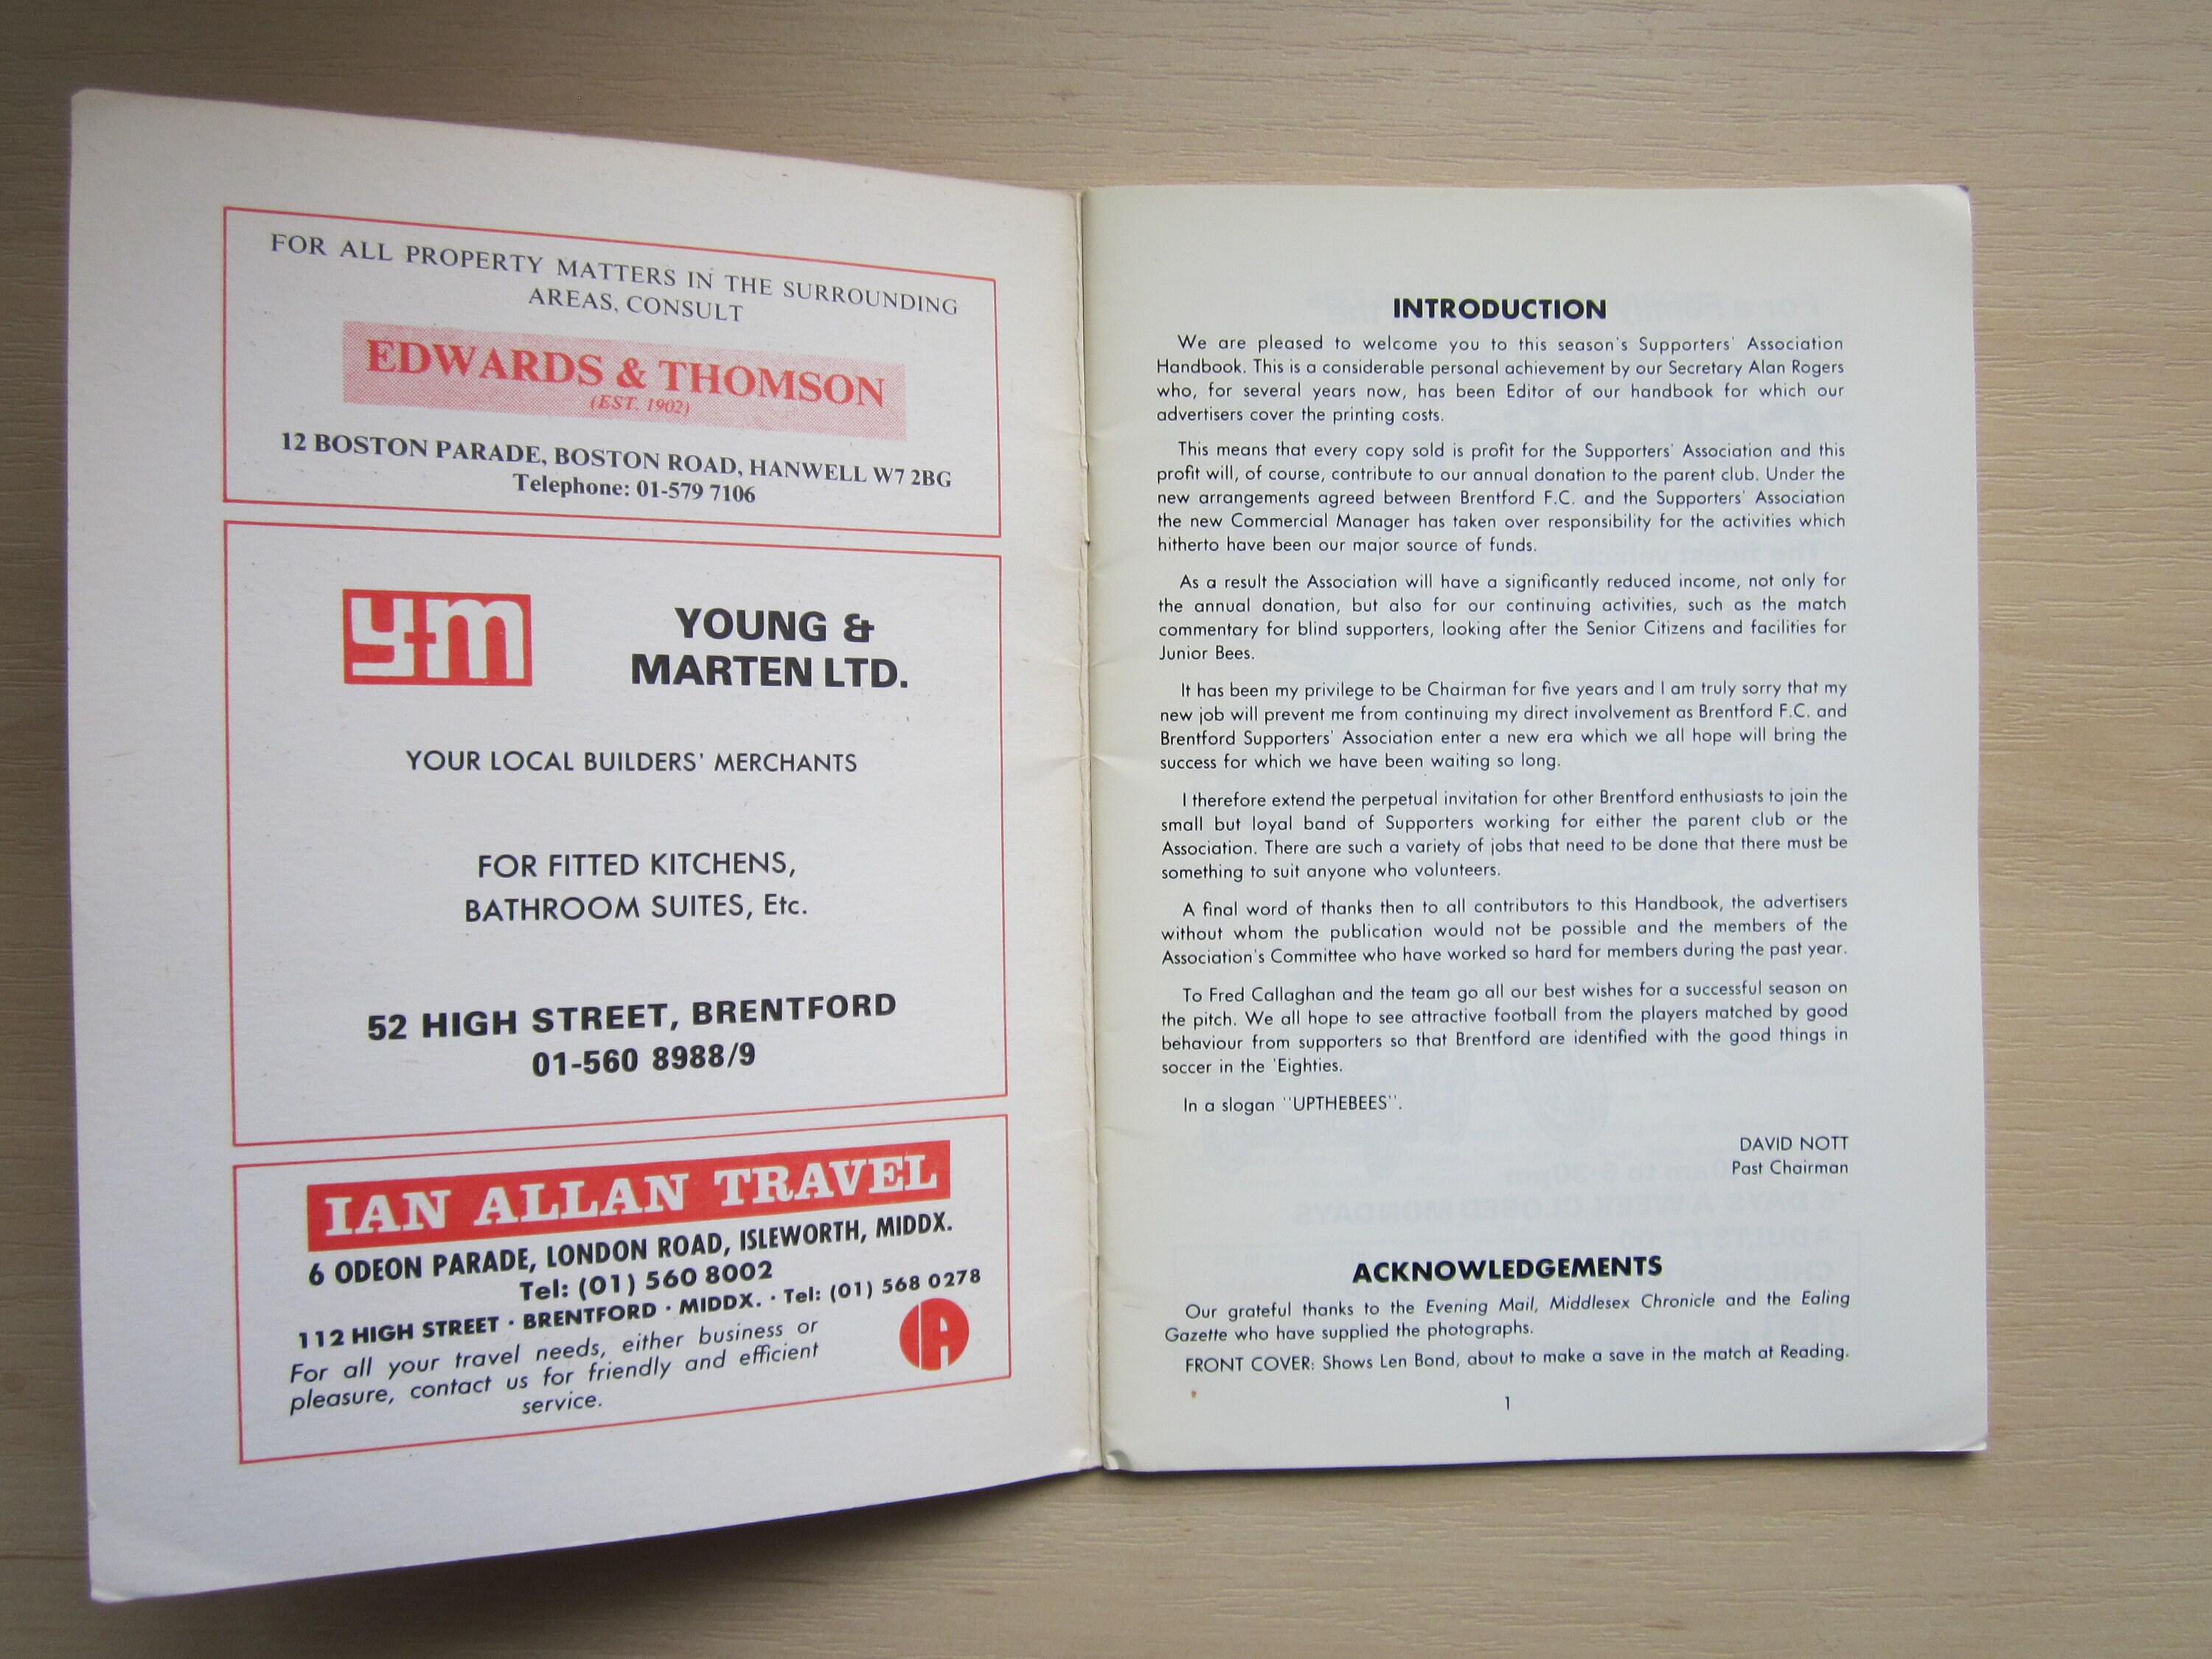 FOR ALL PROPERTY MATTERS IN THE SURROUNDING
AREAS, CONSULT
EDWARDS & THOMSON
(EST. 1902)
12 BOSTON PARADE, BOSTON ROAD, HANWELL W7 2BG
Telephone: 01-579 7106
y-m
YOUNG &
MARTEN LTD.
YOUR LOCAL BUILDERS' MERCHANTS
FOR FITTED KITCHENS,
BATHROOM SUITES, Etc.
52 HIGH STREET, BRENTFORD
01-560 8988/9
IAN ALLAN TRAVEL
6 ODEON PARADE, LONDON ROAD, ISLEWORTH, MIDDX.
Tel: (01) 560 8002
112 HIGH STREET · BRENTFORD · MIDDX. · Tel: (01) 568 0278
For all your travel needs, either business or
pleasure, contact us for friendly and efficient
service.
IA
INTRODUCTION
We are pleased to welcome you to this season's Supporters' Association
Handbook. This is a considerable personal achievement by our Secretary Alan Rogers
who, for several years now, has been Editor of our handbook for which our
advertisers cover the printing costs.
This means that every copy sold is profit for the Supporters' Association and this
profit will, of course, contribute to our annual donation to the parent club. Under the
new arrangements agreed between Brentford F.C. and the Supporters' Association
the new Commercial Manager has taken over responsibility for the activities which
hitherto have been our major source of funds.
As a result the Association will have a significantly reduced income, not only for
the annual donation, but also for our continuing activities, such as the match
commentary for blind supporters, looking after the Senior Citizens and facilities for
Junior Bees.
It has been my privilege to be Chairman for five years and I am truly sorry that my
new job will prevent me from continuing my direct involvement as Brentford F.C. and
Brentford Supporters' Association enter a new era which we all hope will bring the
success for which we have been waiting so long.
I therefore extend the perpetual invitation for other Brentford enthusiasts to join the
small but loyal band of Supporters working for either the parent club or the
Association. There are such a variety of jobs that need to be done that there must be
something to suit anyone who volunteers.
A final word of thanks then to all contributors to this Handbook, the advertisers
without whom the publication would not be possible and the members of the
Association's Committee who have worked so hard for members during the past year.
To Fred Callaghan and the team go all our best wishes for a successful season on
the pitch. We all hope to see attractive football from the players matched by good
behaviour from supporters so that Brentford are identified with the good things in
soccer in the 'Eighties.
In a slogan ''UPTHEBEES''.
DAVID NOTT
Past Chairman
ACKNOWLEDGEMENTS
Our grateful thanks to the Evening Mail, Middlesex Chronicle and the Ealing
Gazette who have supplied the photographs.
FRONT COVER: Shows Len Bond, about to make a save in the match at Reading.
1